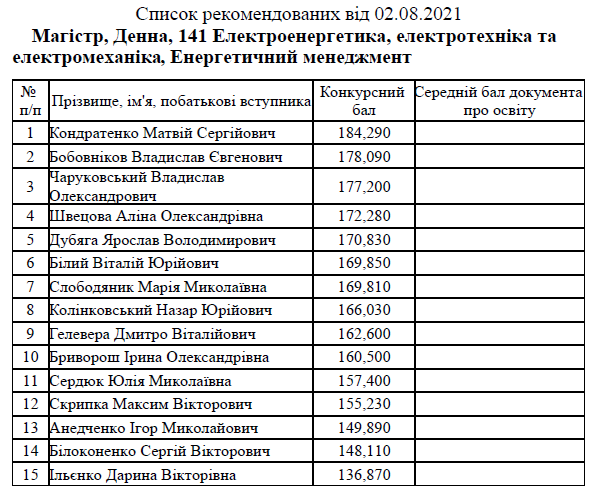 Список рекомендованих від 02.08.2021
Магістр, Денна, 141 Електроенергетика, електротехніка та
електромеханіка, Енергетичний менеджмент
№ п/п Прізвище, ім'я, побатькові вступника Конкурсний бал Середній бал документа про освіту
1 Кондратенко Матвій Сергійович 184,290
2 Бобовніков Владислав Євгенович 178,090
3 Чаруковський Владислав Олександрович 177,200
4 Швецова Аліна Олександрівна 172,280
5 Дубяга Ярослав Володимирович 170,830
6 Білий Віталій Юрійович 169,850
7 Слободяник Марія Миколаївна 169,810
8 Колінковський Назар Юрійович 166,030
9 Гелевера Дмитро Віталійович 162,600
10 Бриворош Ірина Олександрівна 160,500
11 Сердюк Юлія Миколаївна 157,400
12 Скрипка Максим Вікторович 155,230
13 Анедченко Ігор Миколайович 149,890
14 Білоконенко Сергій Вікторович 148,110
15 Ільєнко Дарина Вікторівна 136,870